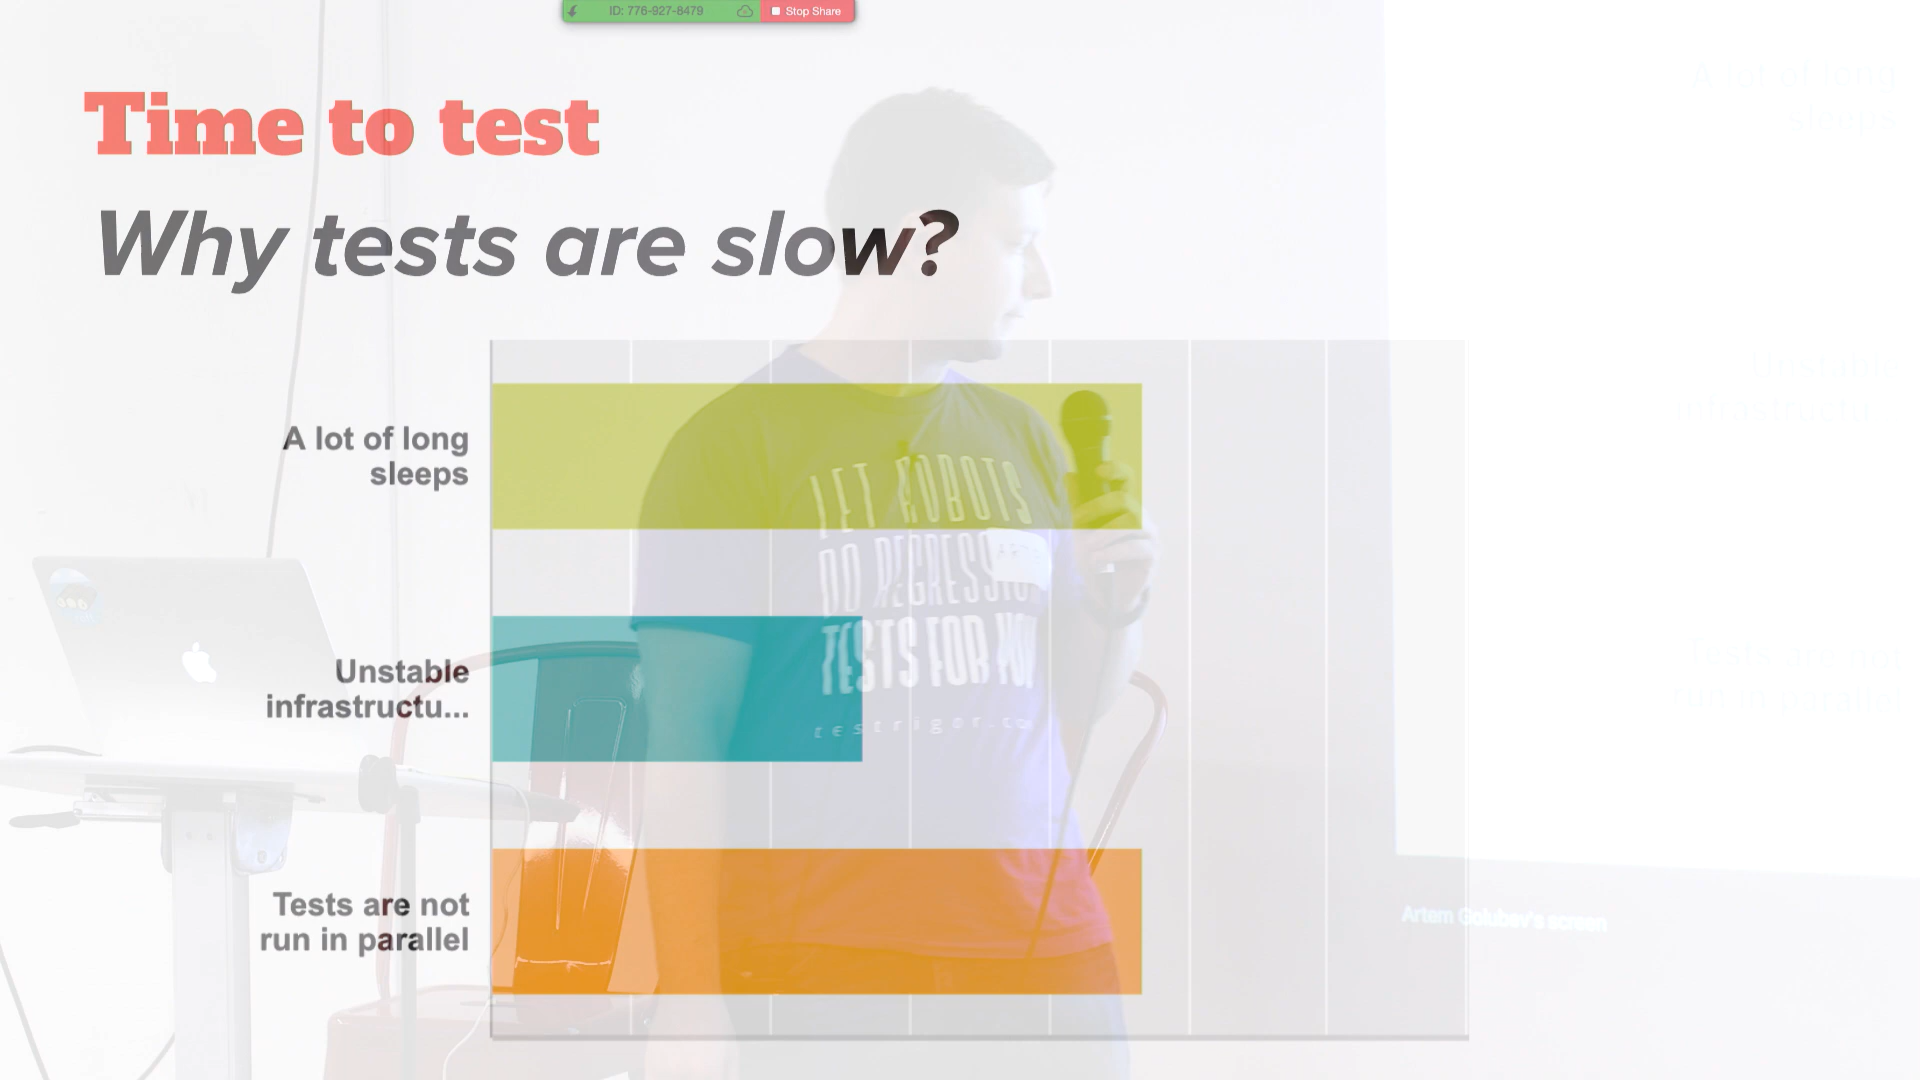 ID: 776-927-8479
Stop Share
Time to test
Why tests are slow?
A lot of long
sleeps
Unstable
infrastructu...
Tests are not
run in parallel
LET ROBOTS
DO REGRESSION
TESTS FOR YOU
testrigor.co
A lot of long
sleeps
Unstable
infrastructu...
Tests are not
run in parallel
Artem Golubev's screen